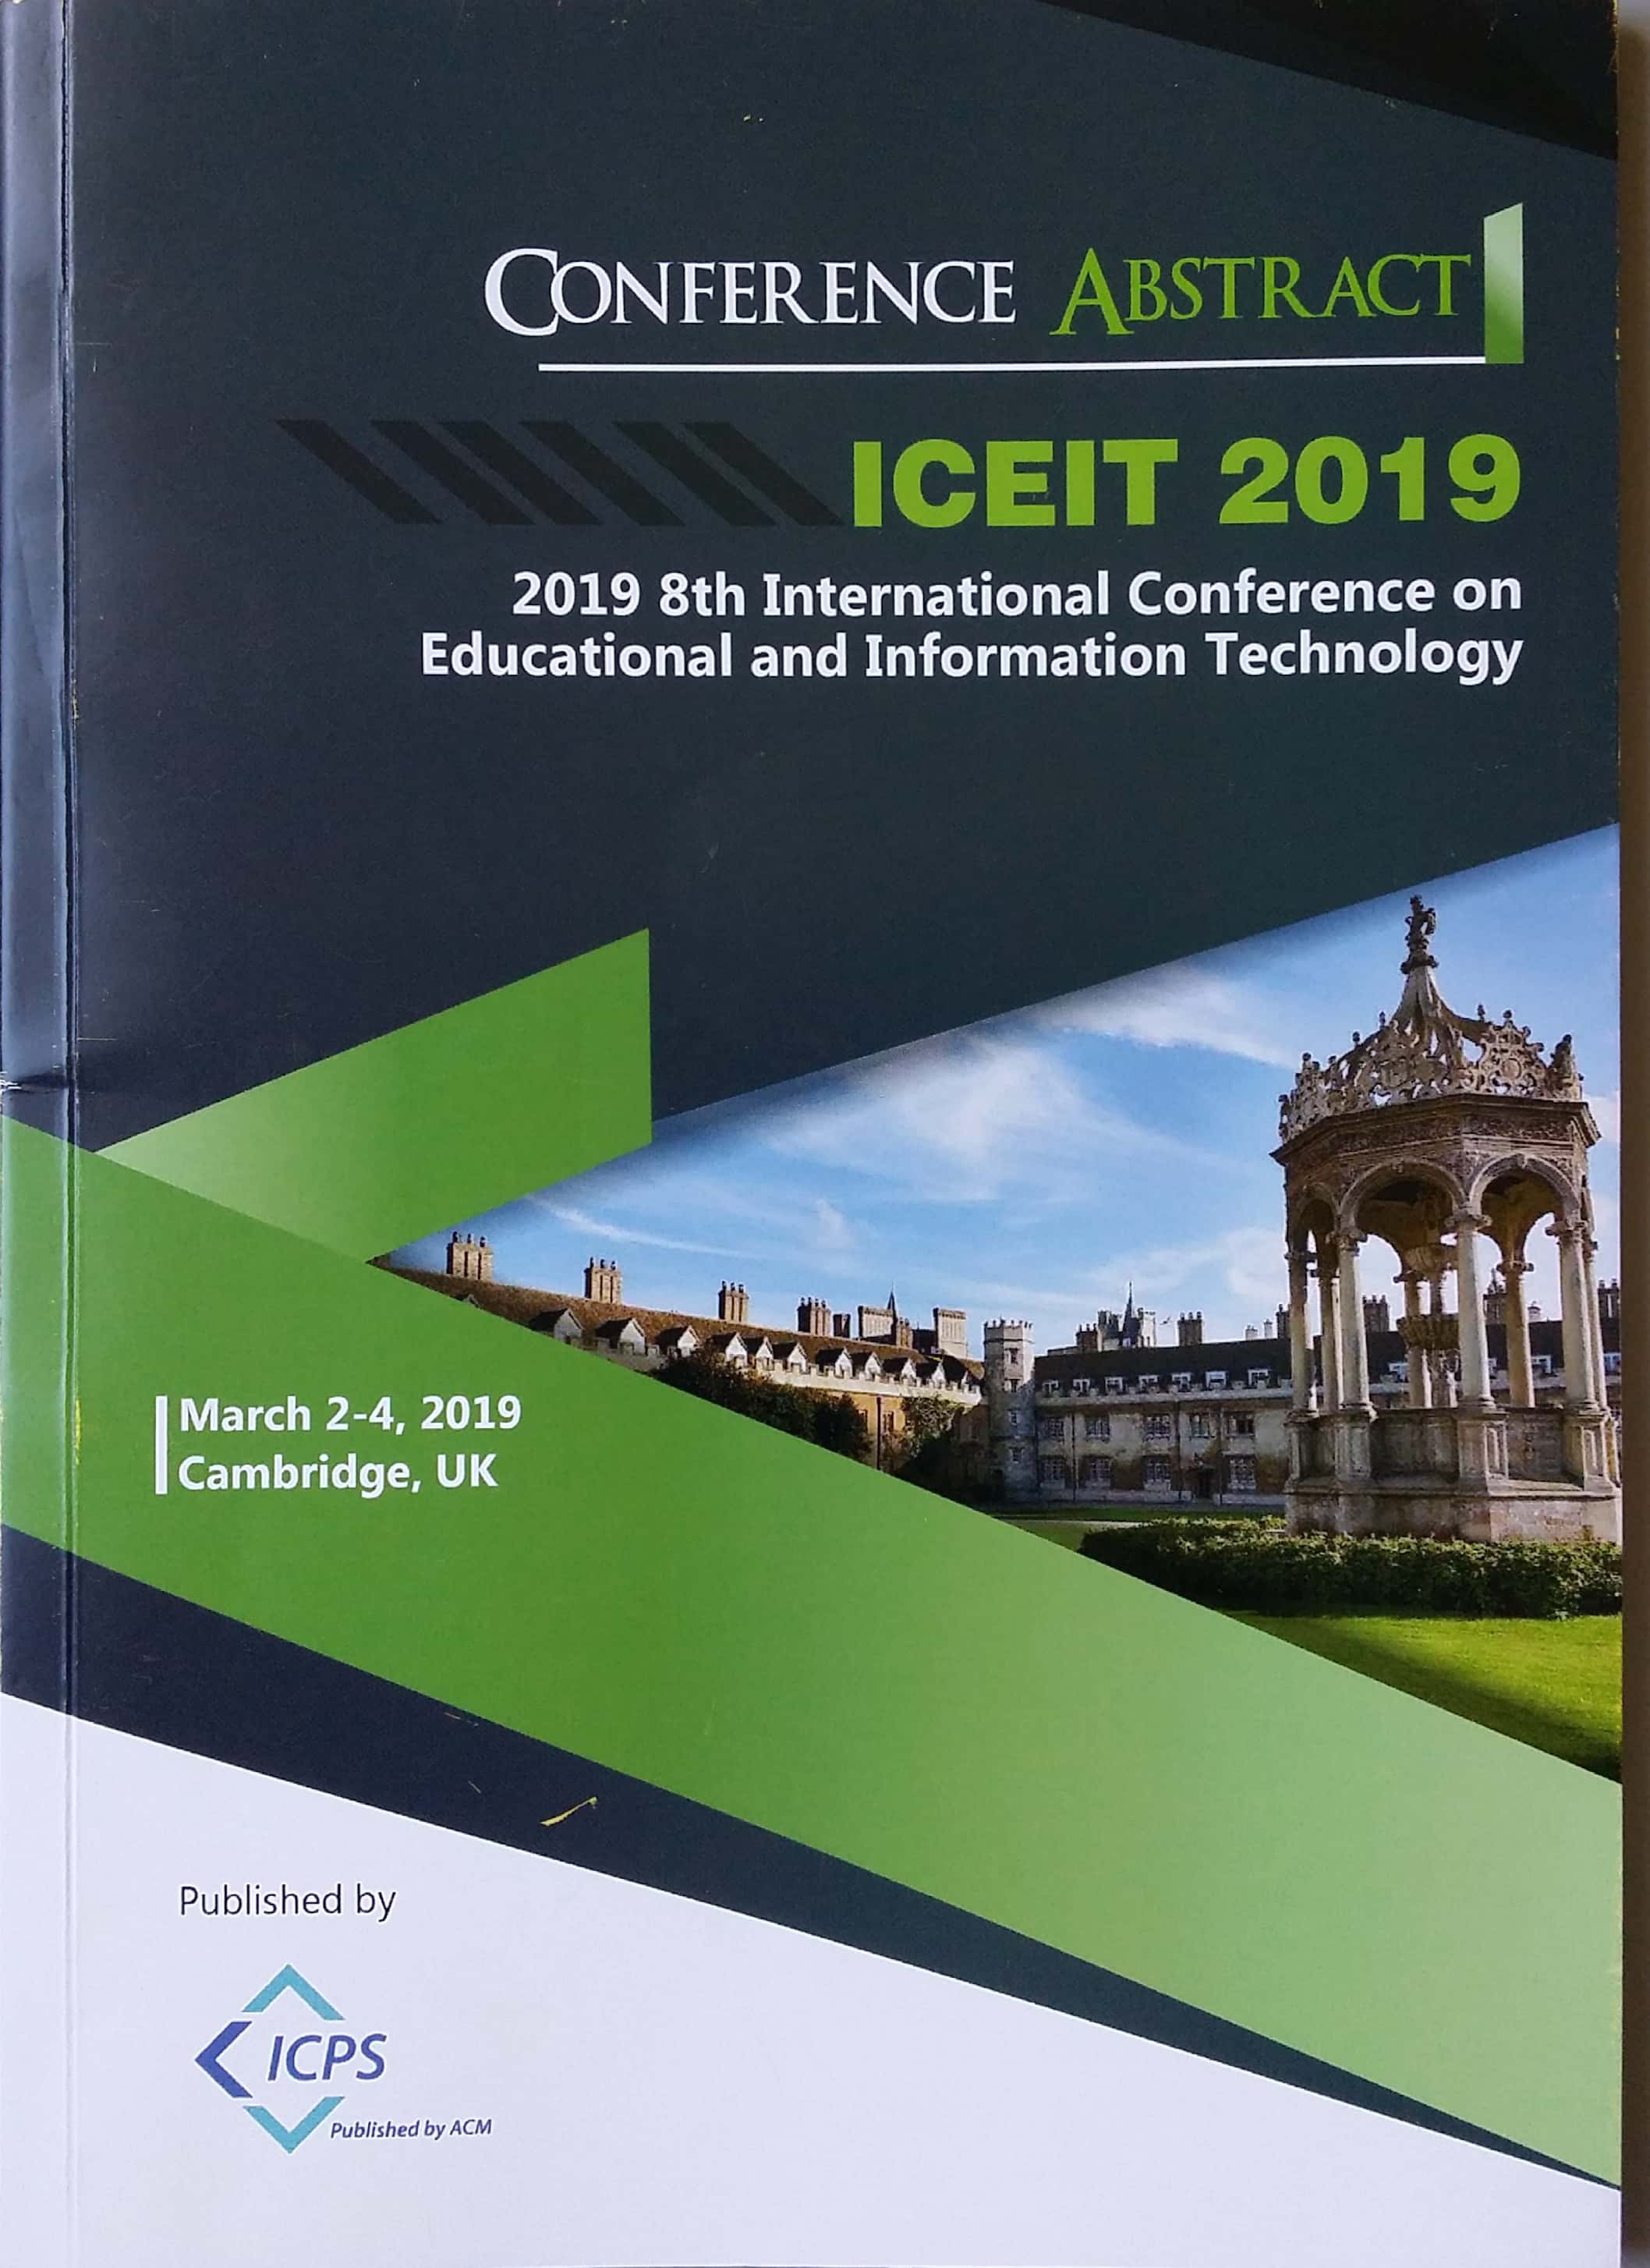 CONFERENCE ABSTRACT
ICEIT 2019
2019 8th International Conference on
Educational and Information Technology
March 2-4, 2019
Cambridge, UK
Published by
ICPS
Published by ACM